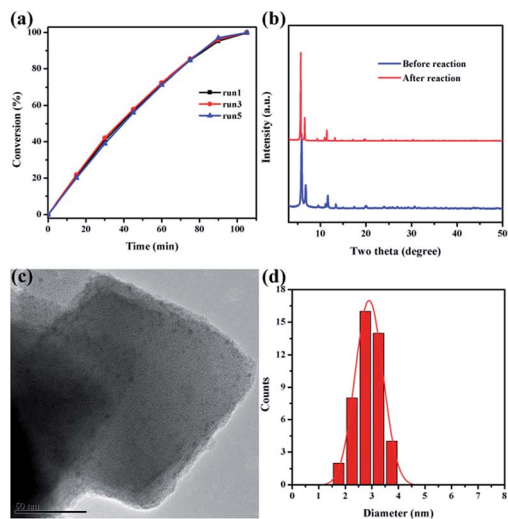 (a)
100
80
60
40
20
0
Conversion (%)
run1
run3
run5
0 20 40 60 80 100
Time (min)
(b)
Before reaction
After reaction
Intensity (a.u.)
10 20 30 40 50
Two theta (degree)
(c)
50 nm
(d)
18
15
12
9
6
3
0
Counts
0 1 2 3 4 5 6 7 8
Diameter (nm)